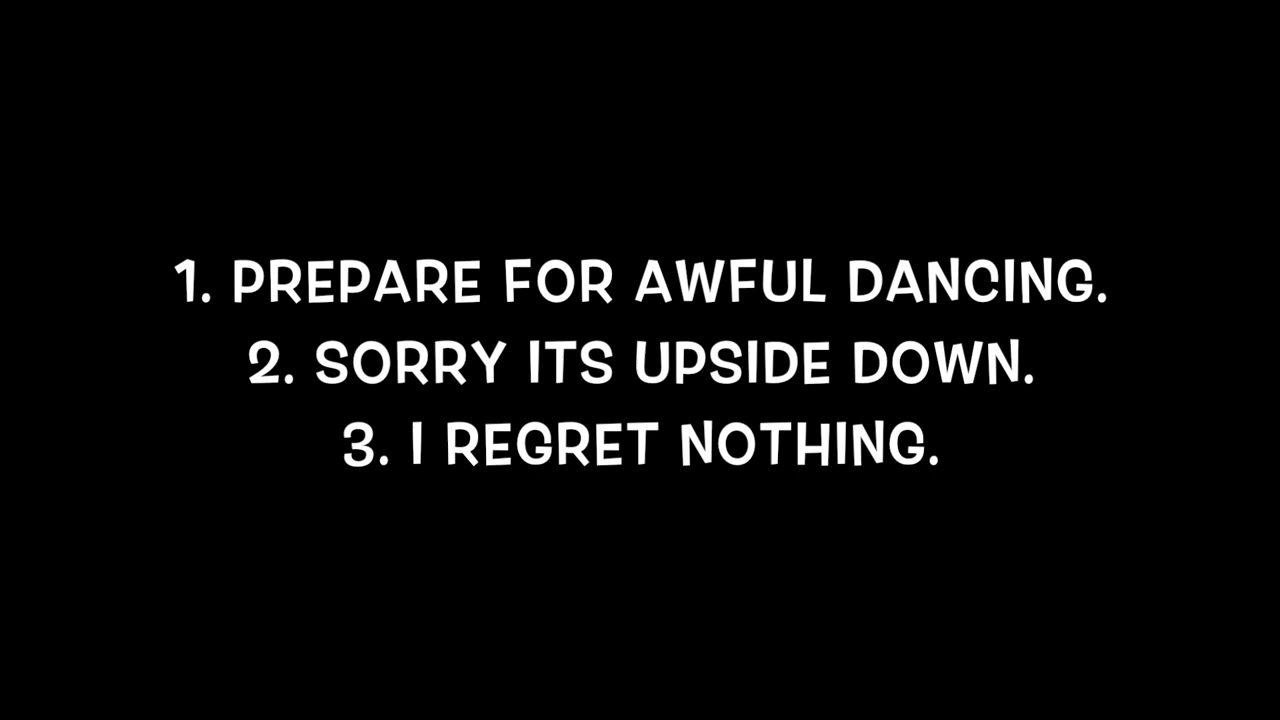 1. PREPARE FOR AWFUL DANCING.
2. SORRY ITS UPSIDE DOWN.
3. I REGRET NOTHING.